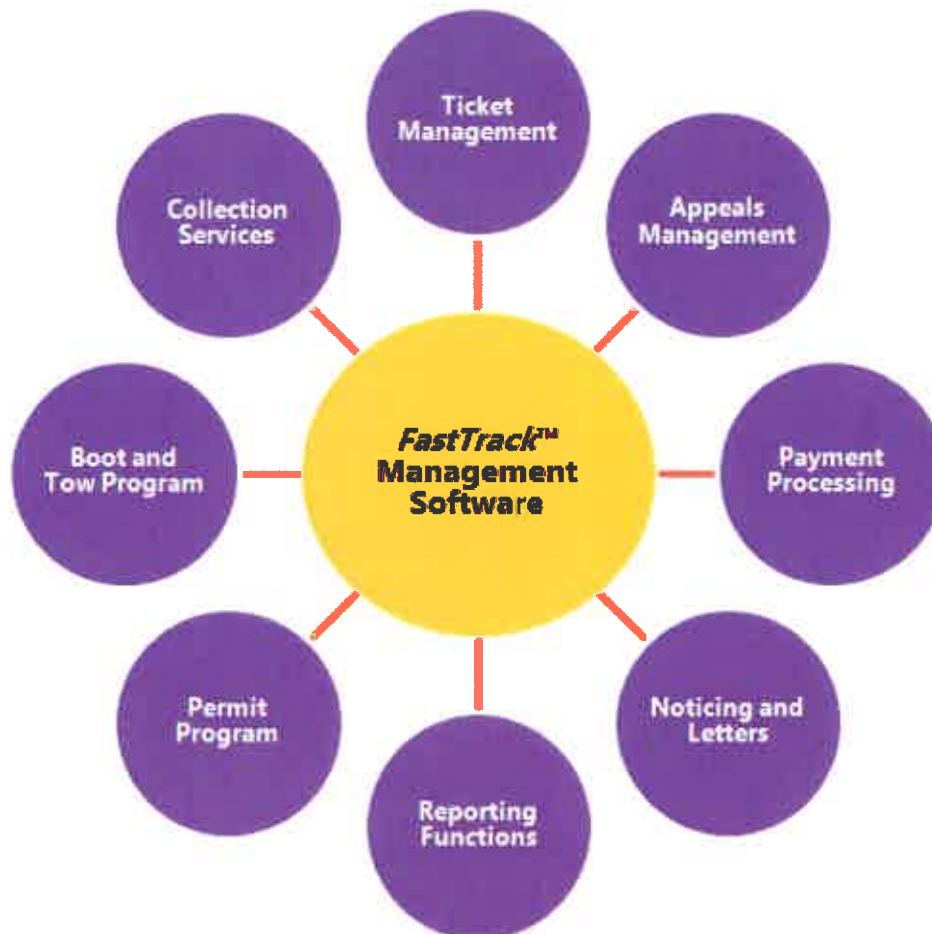 Ticket
Management
Appeals
Management
Payment
Processing
Noticing and
Letters
Reporting
Functions
Permit
Program
Boot and
Tow Program
Collection
Services
FastTrack™
Management
Software